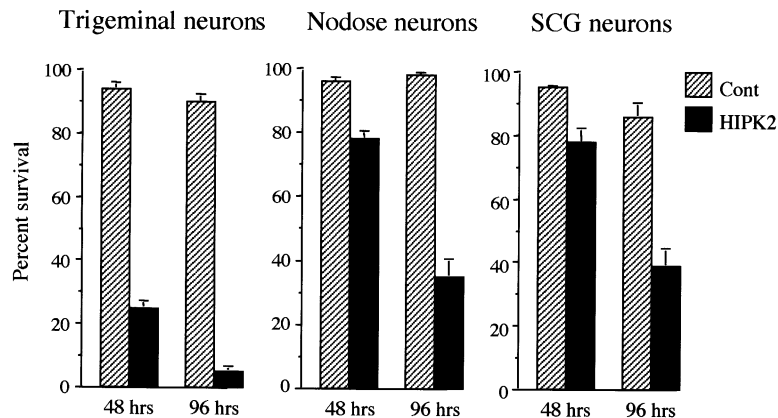 Trigeminal neurons
Nodose neurons
SCG neurons
Percent survival
100
80
60
40
20
0
48 hrs
96 hrs
100
80
60
40
20
0
48 hrs
96 hrs
100
80
60
40
20
0
48 hrs
96 hrs
Cont
HIPK2